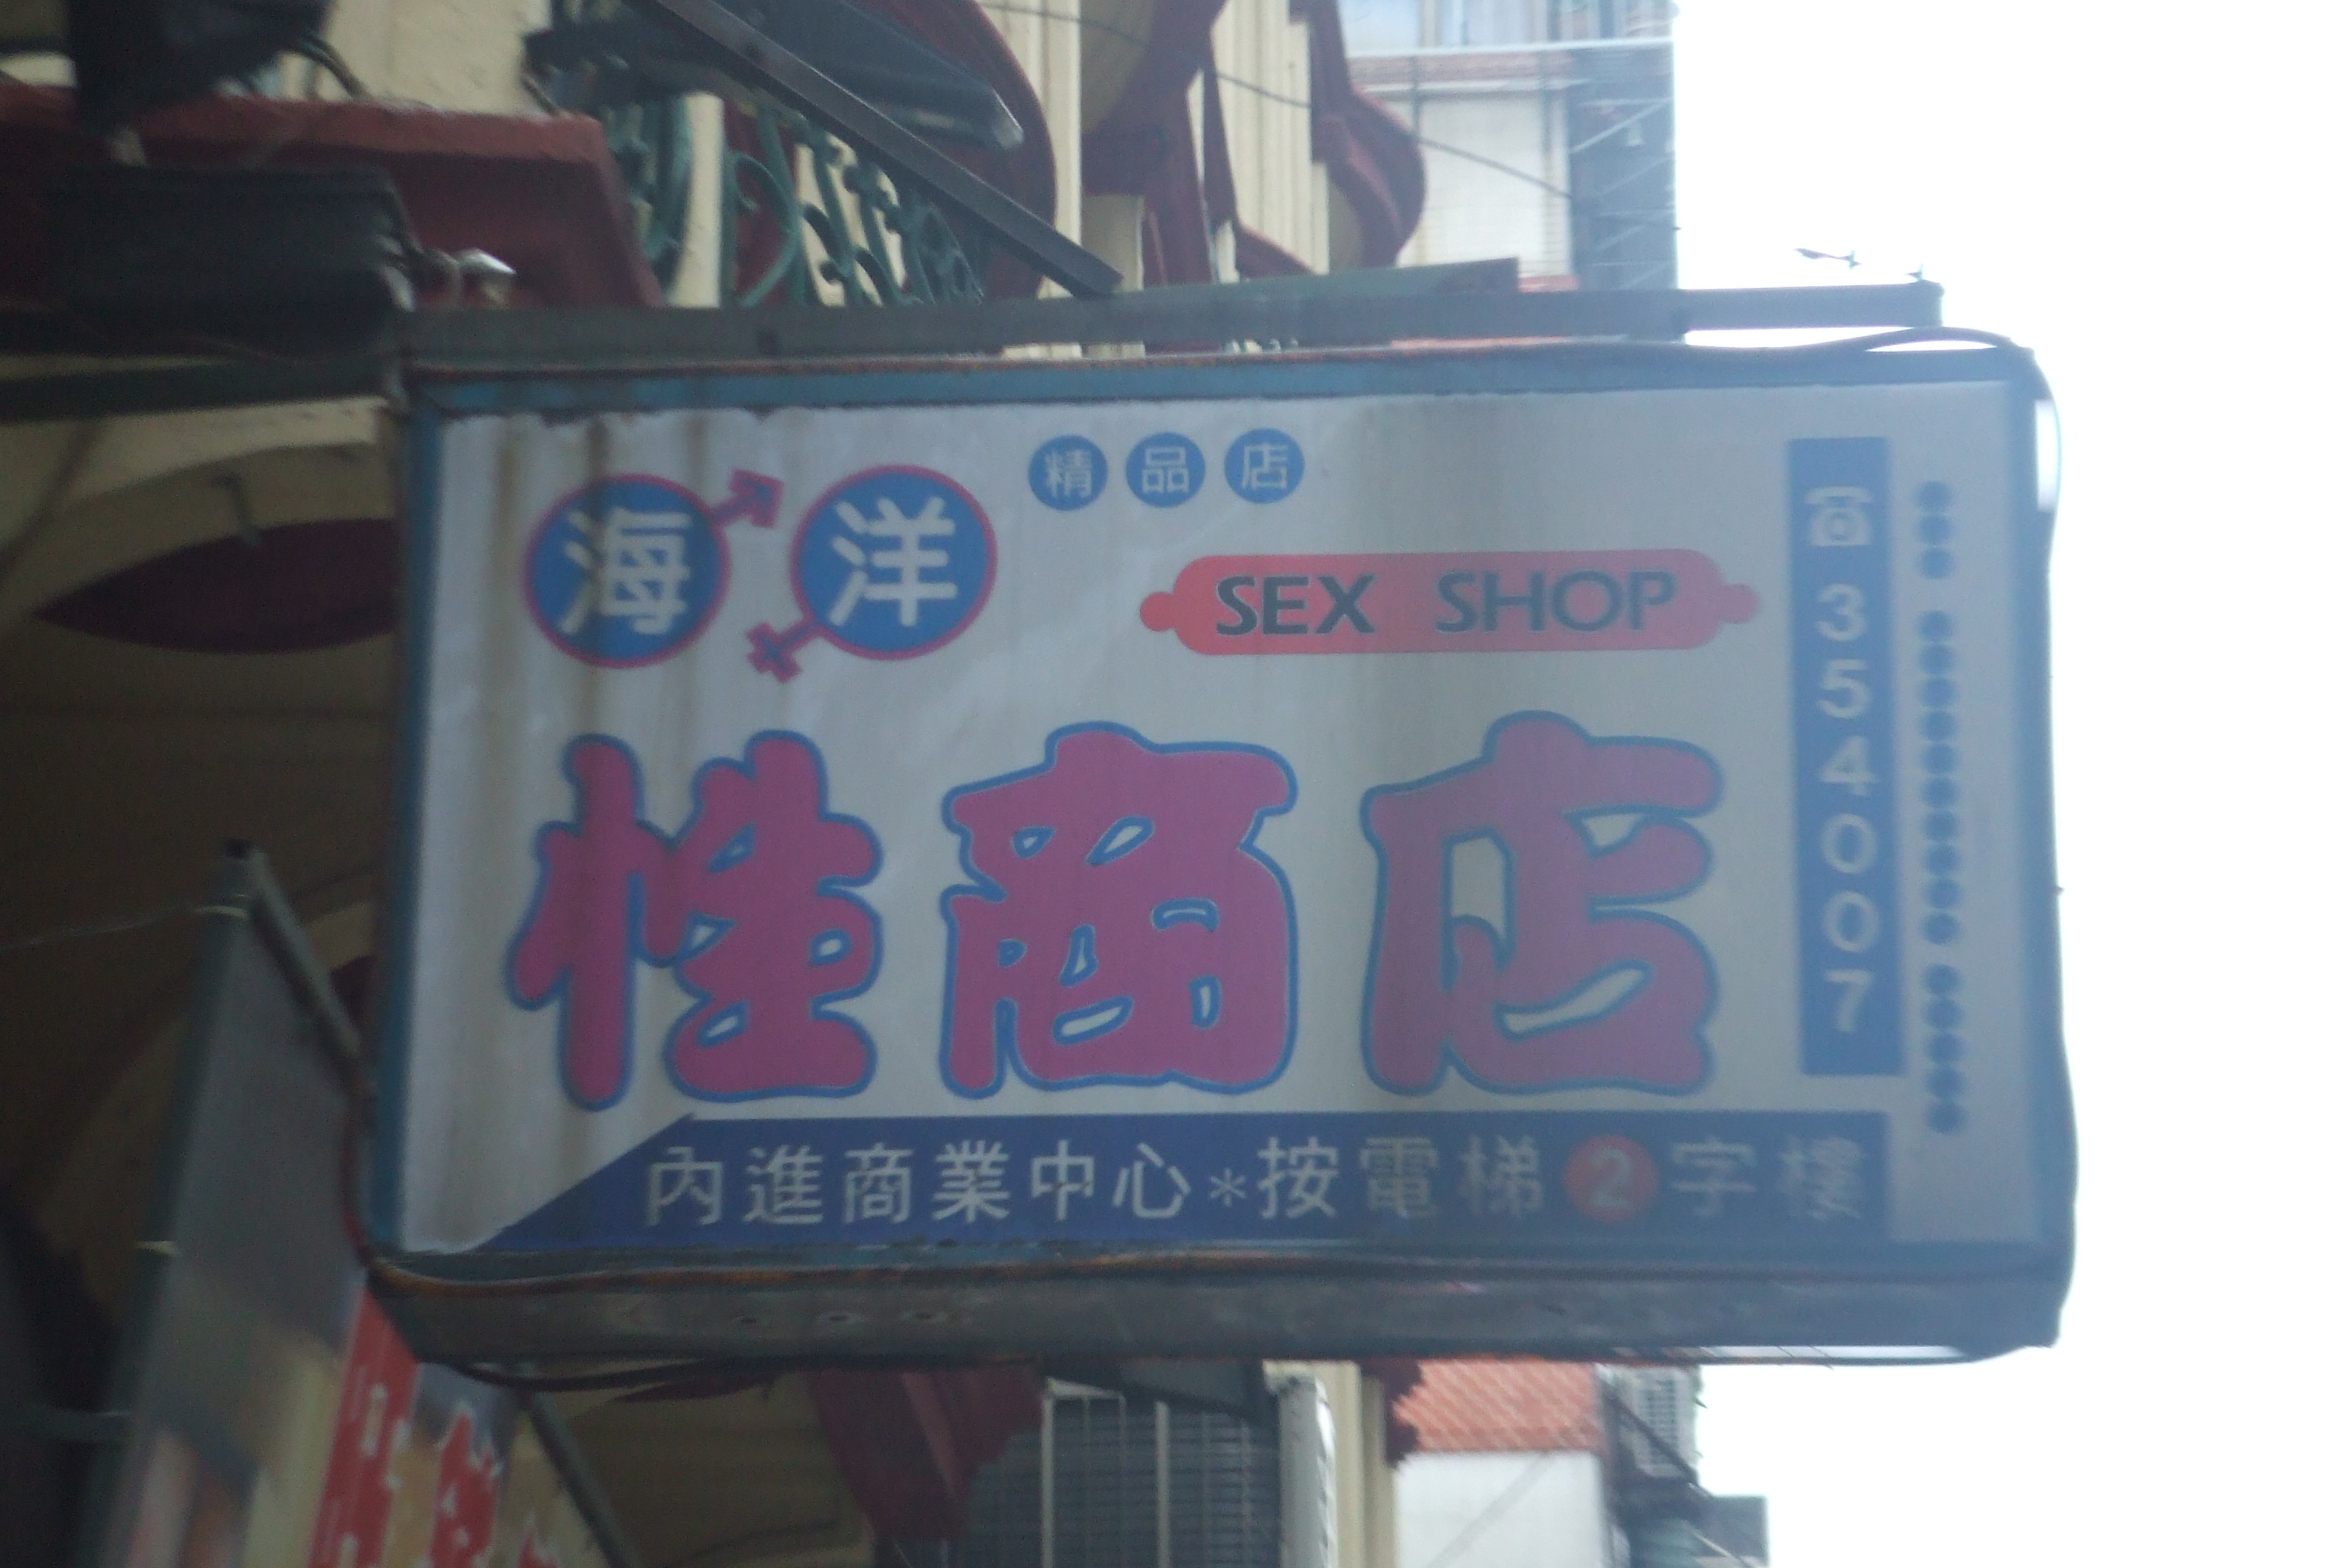 海洋
精品店
SEX SHOP
性商店
☎354007
內進商業中心*按電梯2字樓